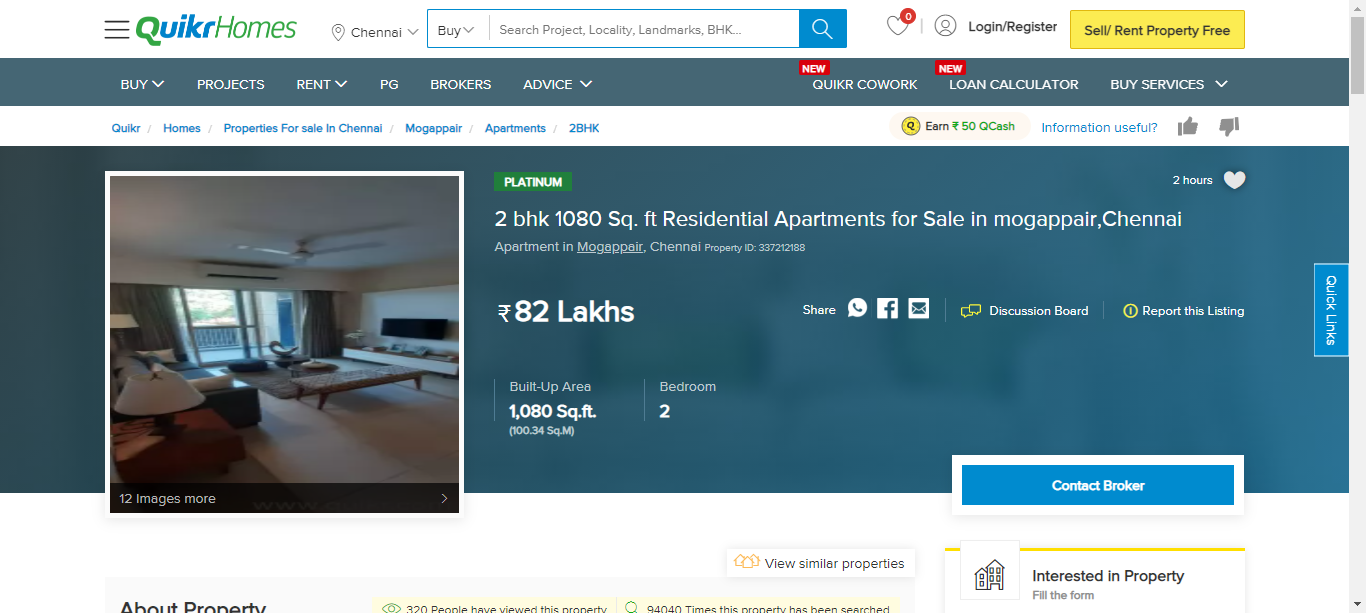 QuikrHomes
Chennai
Buy
Search Project, Locality, Landmarks, BHK...
0
Login/Register
Sell/ Rent Property Free
BUY
PROJECTS
RENT
PG
BROKERS
ADVICE
NEW
QUIKR COWORK
NEW
LOAN CALCULATOR
BUY SERVICES
Quikr / Homes / Properties For sale In Chennai / Mogappair / Apartments / 2BHK
Q Earn ₹ 50 QCash
Information useful?
PLATINUM
2 hours
2 bhk 1080 Sq. ft Residential Apartments for Sale in mogappair,Chennai
Apartment in Mogappair, Chennai Property ID: 337212188
₹ 82 Lakhs
Share
Discussion Board
Report this Listing
Quick Links
Built-Up Area
1,080 Sq.ft.
(100.34 Sq.M)
Bedroom
2
12 Images more
Contact Broker
View similar properties
Interested in Property
Fill the form
About Property
320 People have viewed this property
94040 Times this property has been searched